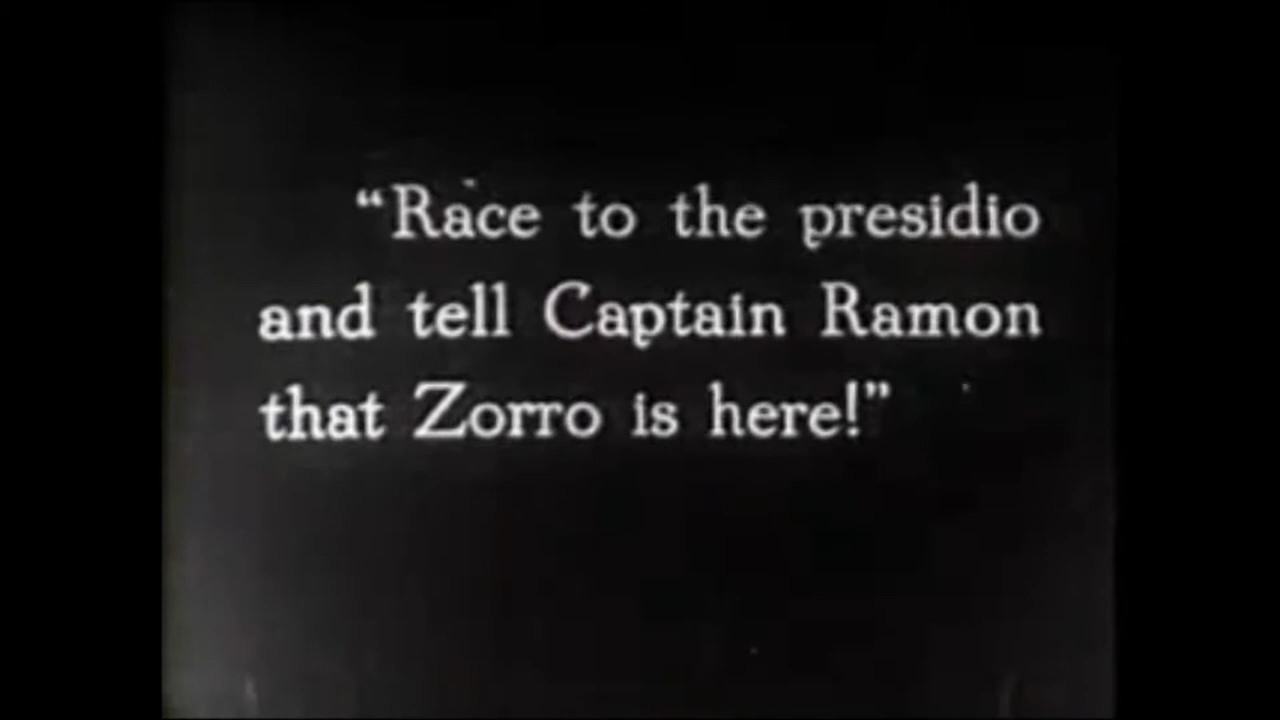 “Race to the presidio
and tell Captain Ramon
that Zorro is here!”